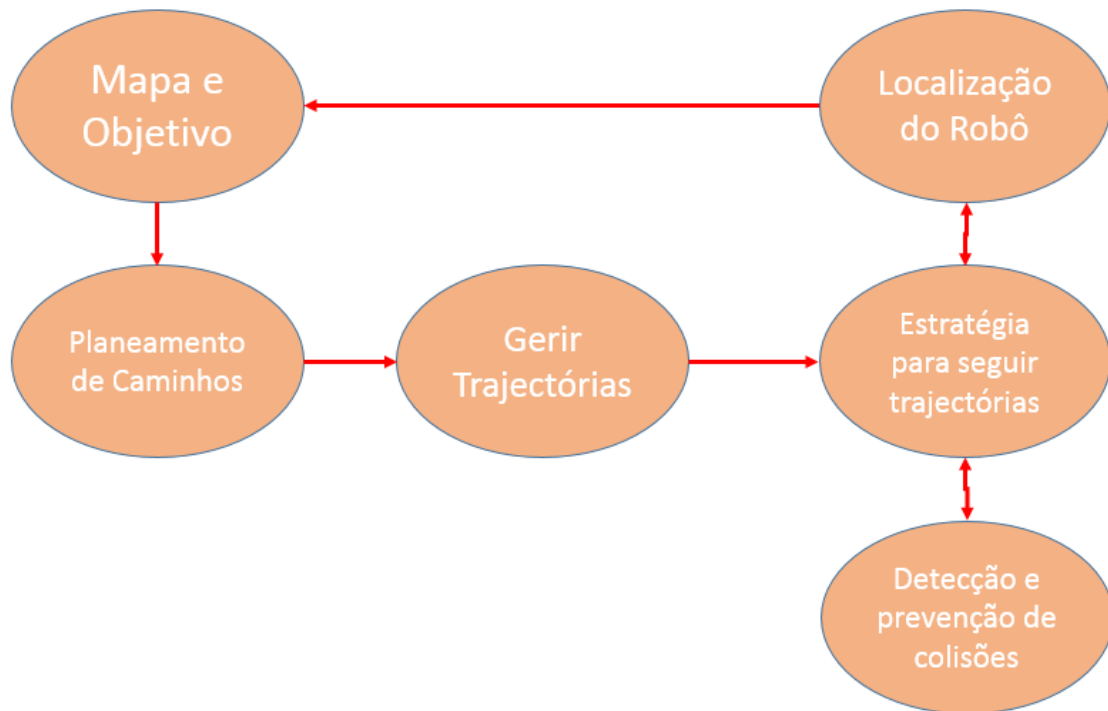 Mapa e
Objetivo
Localização
do Robô
Planeamento
de Caminhos
Gerir
Trajectórias
Estratégia
para seguir
trajectórias
Detecção e
prevenção de
colisões